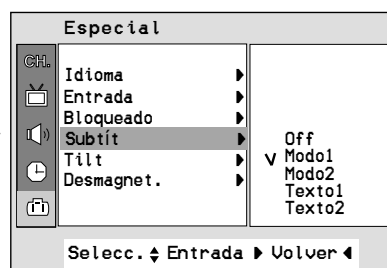 Especial
CH.
Idioma
Entrada
Bloqueado
Subtít
Tilt
Desmagnet.
Off
V Modo1
Modo2
Texto1
Texto2
Selecc. Entrada Volver